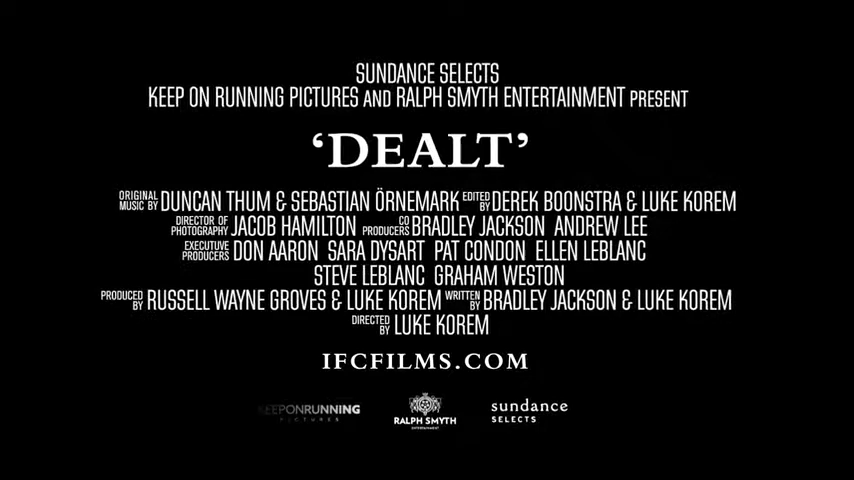 SUNDANCE SELECTS
KEEP ON RUNNING PICTURES AND RALPH SMYTH ENTERTAINMENT PRESENT
‘DEALT’
ORIGINAL MUSIC BY DUNCAN THUM & SEBASTIAN ÖRNEMARK EDITED BY DEREK BOONSTRA & LUKE KOREM
DIRECTOR OF PHOTOGRAPHY JACOB HAMILTON CO PRODUCERS BRADLEY JACKSON ANDREW LEE
EXECUTIVE PRODUCERS DON AARON SARA DYSART PAT CONDON ELLEN LEBLANC
STEVE LEBLANC GRAHAM WESTON
PRODUCED BY RUSSELL WAYNE GROVES & LUKE KOREM WRITTEN BY BRADLEY JACKSON & LUKE KOREM
DIRECTED BY LUKE KOREM
IFCFILMS.COM
KEEPONRUNNING
PICTURES
RALPH SMYTH
ENTERTAINMENT
sundance
SELECTS